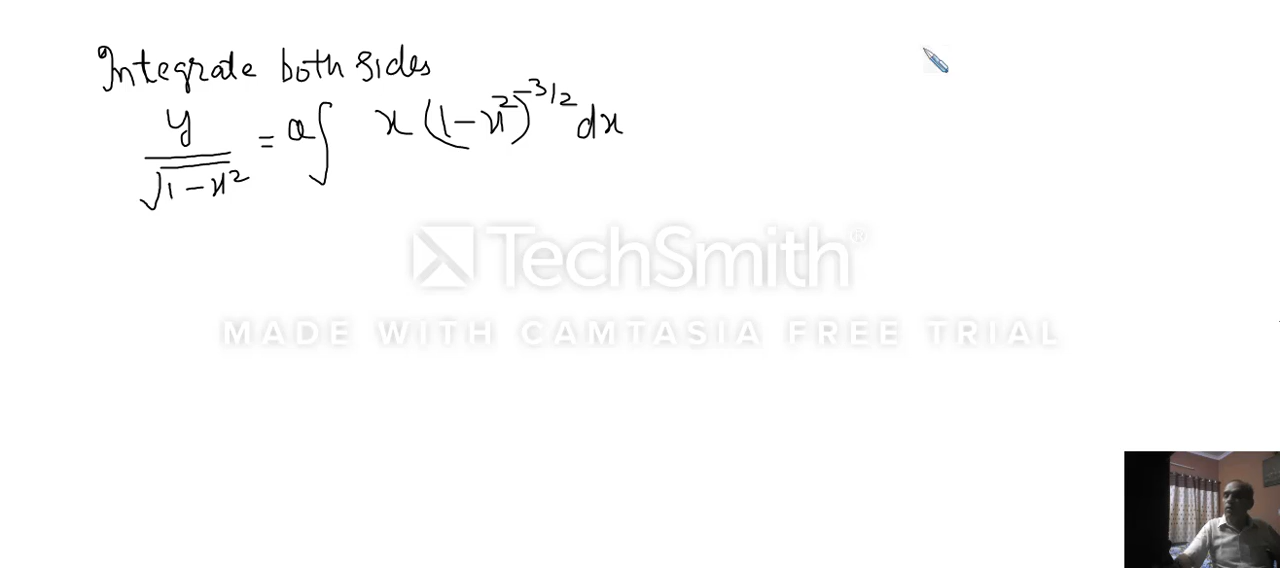 Integrate both sides
y/√(1-x²) = a∫ x(1-x²)^-3/2 dx
TechSmith®
MADE WITH CAMTASIA FREE TRIAL